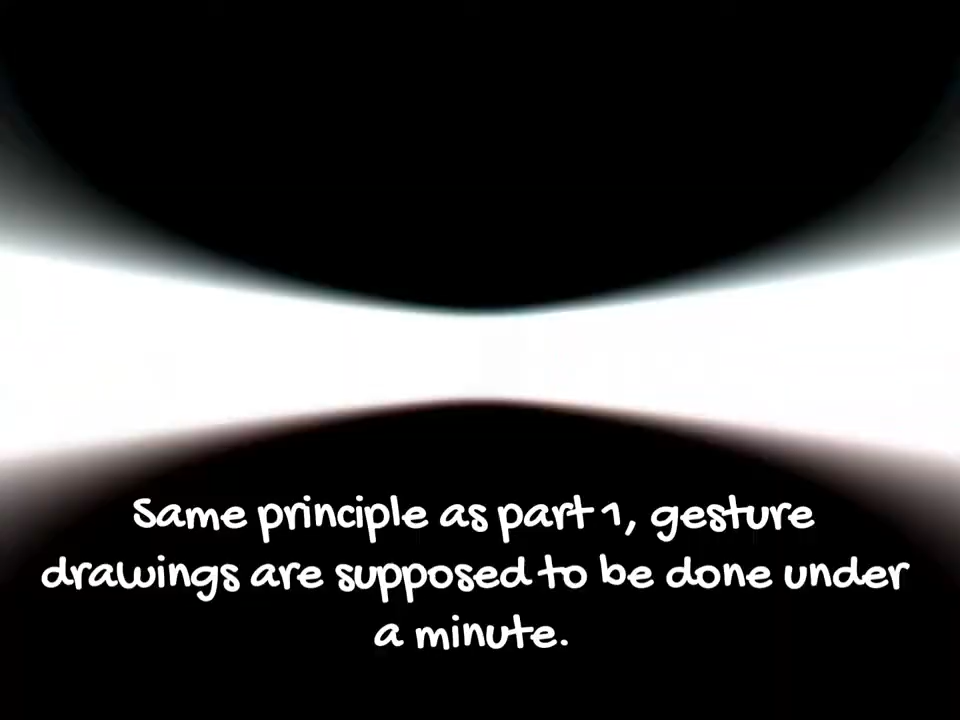 Same principle as part 1, gesture
drawings are supposed to be done under
a minute.